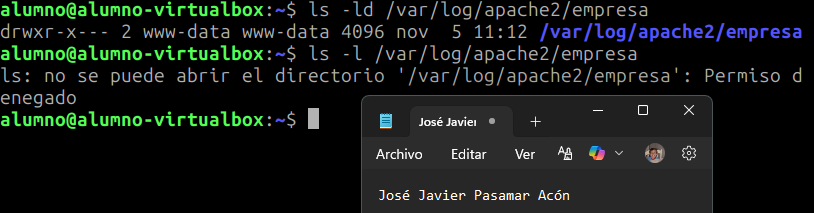 alumno@alumno-virtualbox:~$ ls -ld /var/log/apache2/empresa
drwxr-x--- 2 www-data www-data 4096 nov  5 11:12 /var/log/apache2/empresa
alumno@alumno-virtualbox:~$ ls -l /var/log/apache2/empresa
ls: no se puede abrir el directorio '/var/log/apache2/empresa': Permiso d
enegado
alumno@alumno-virtualbox:~$
José Javier
Archivo Editar Ver
José Javier Pasamar Acón